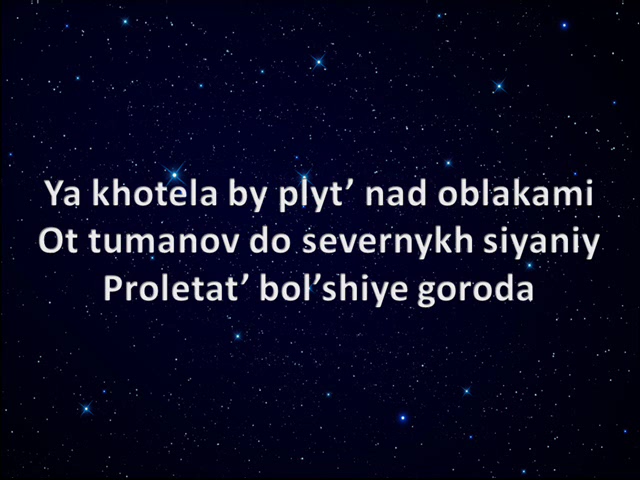 Ya khotela by plyt’ nad oblakami
Ot tumanov do severnykh siyaniy
Proletat’ bol’shiye goroda